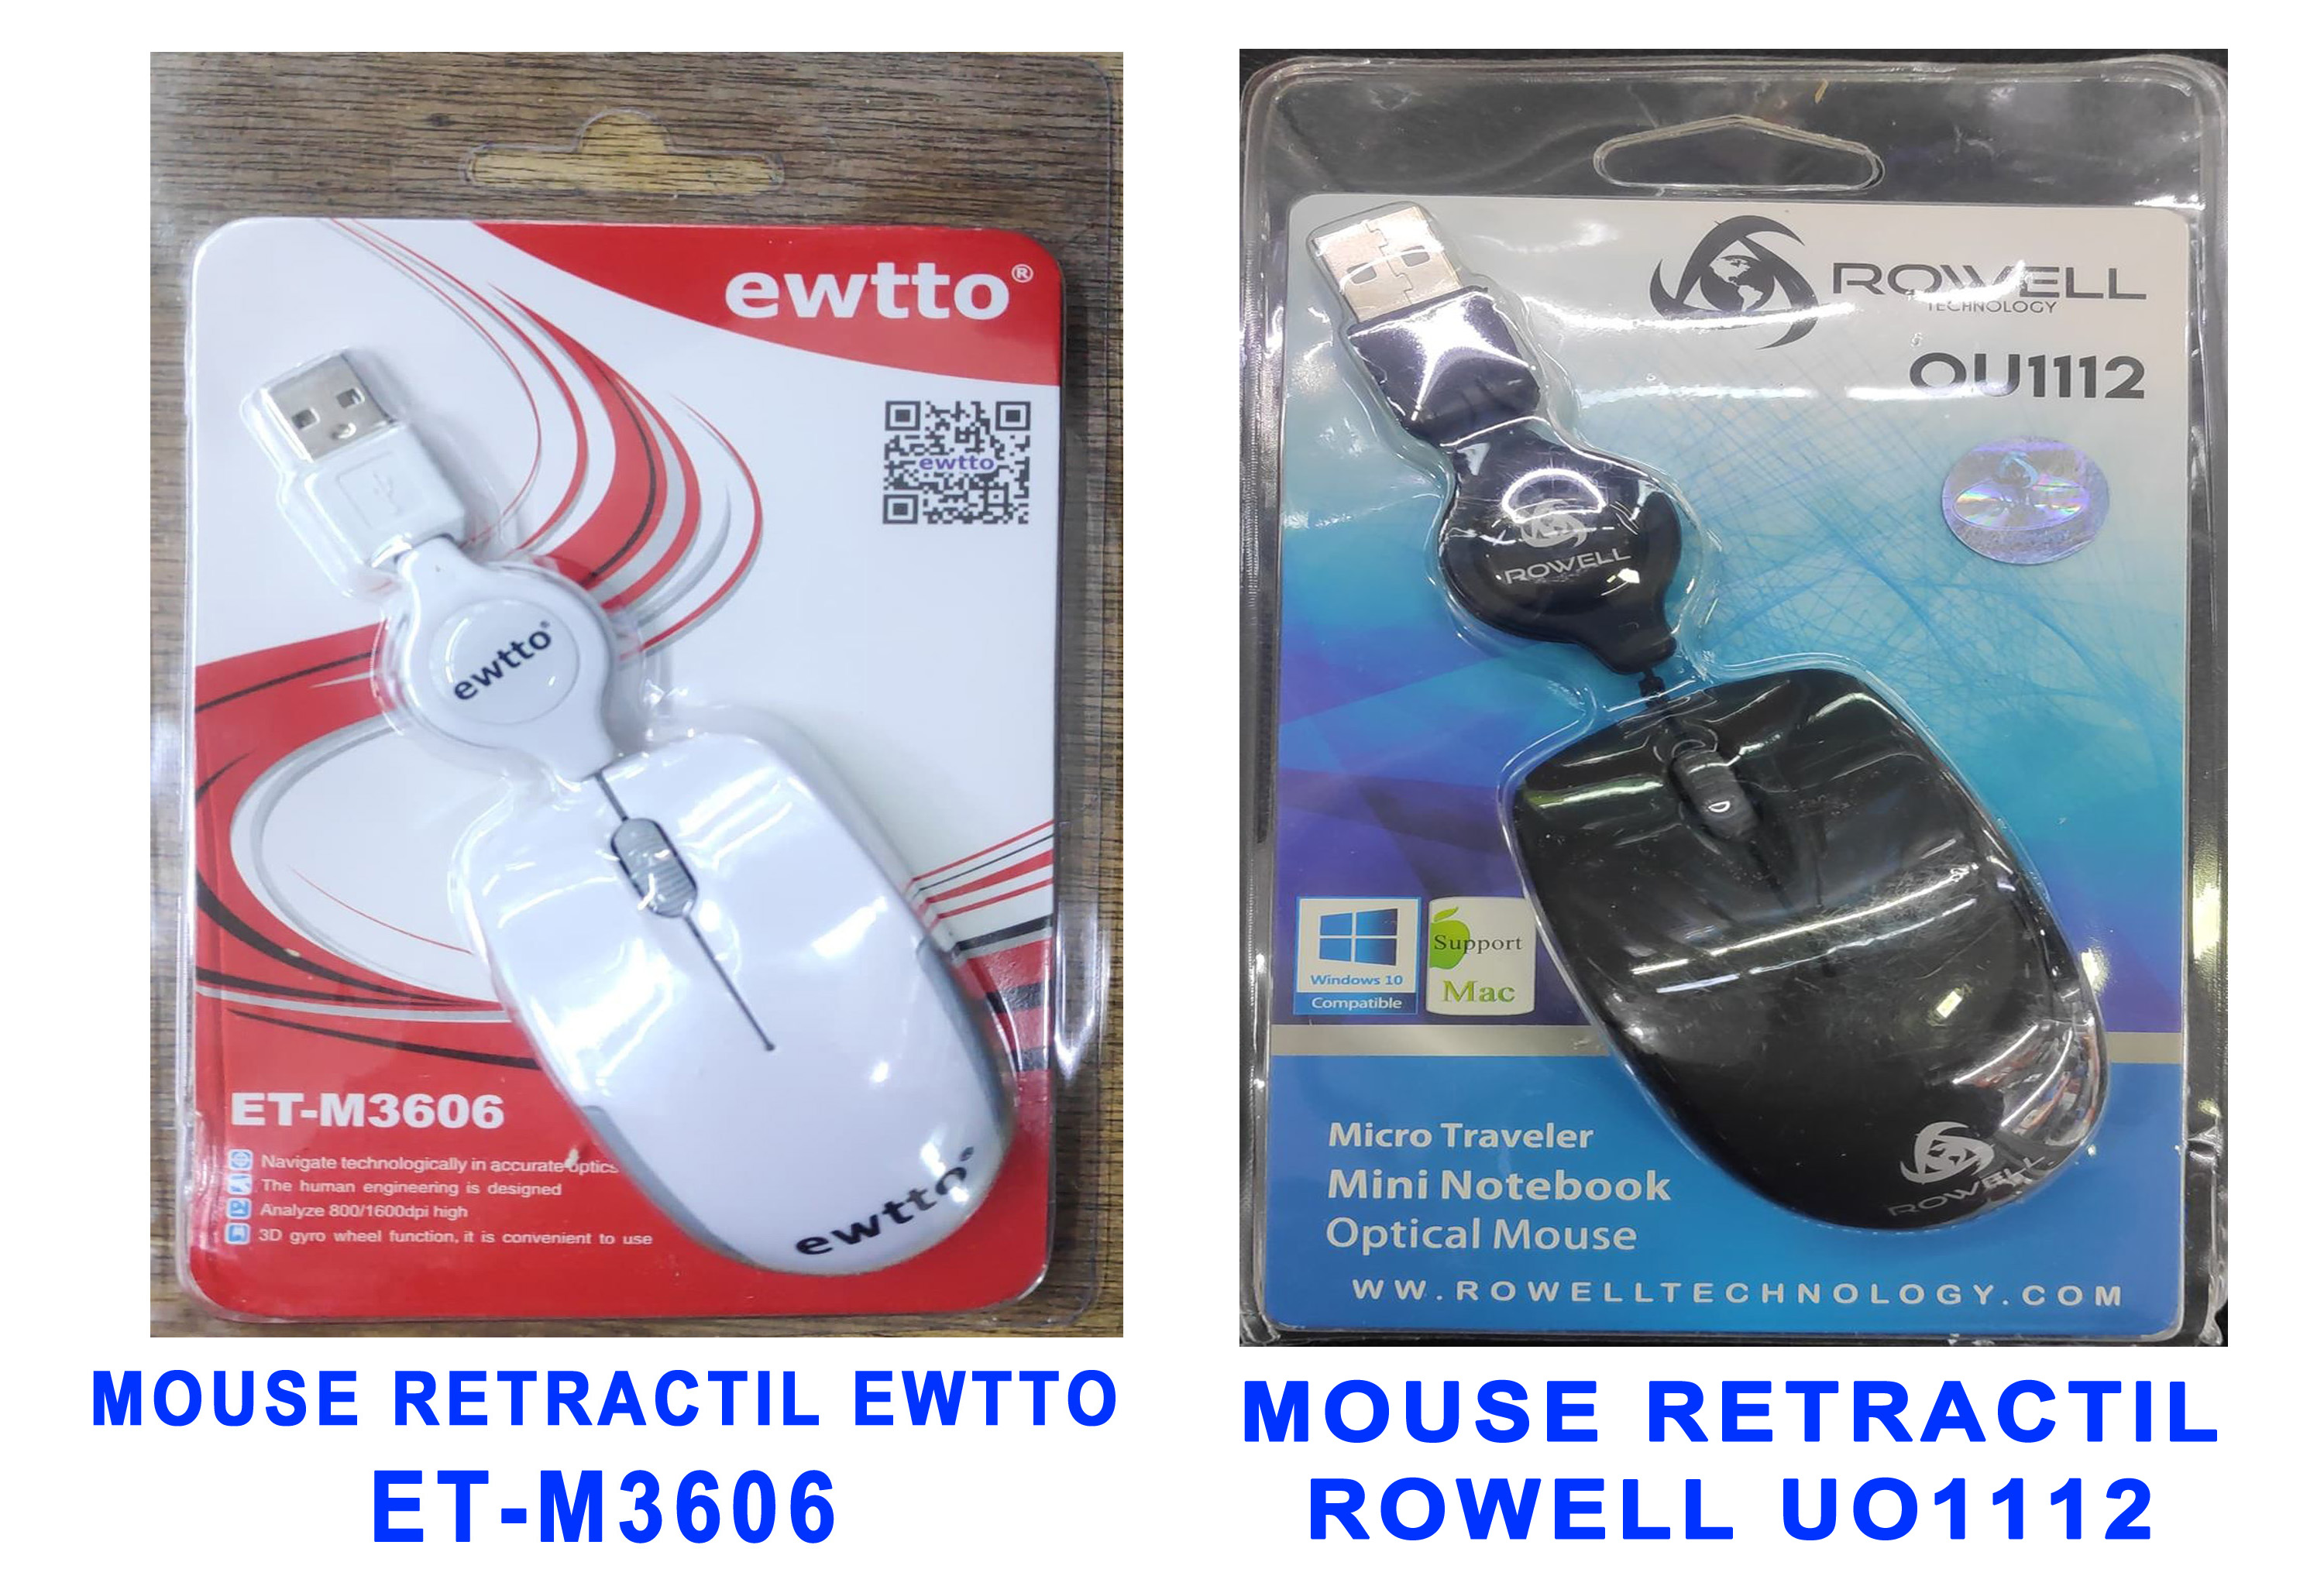 ewtto®
ewtto
ewtto®
ET-M3606
Navigate technologically in accurate optics
The human engineering is designed
Analyze 800/1600dpi high
3D gyro wheel function, it is convenient to use
ewtto®
MOUSE RETRACTIL EWTTO
ET-M3606
ROWELL
TECHNOLOGY
OU1112
ROWELL
Windows 10
Compatible
Support
Mac
Micro Traveler
Mini Notebook
Optical Mouse
ROWELL
WW.ROWELLTECHNOLOGY.COM
MOUSE RETRACTIL
ROWELL UO1112